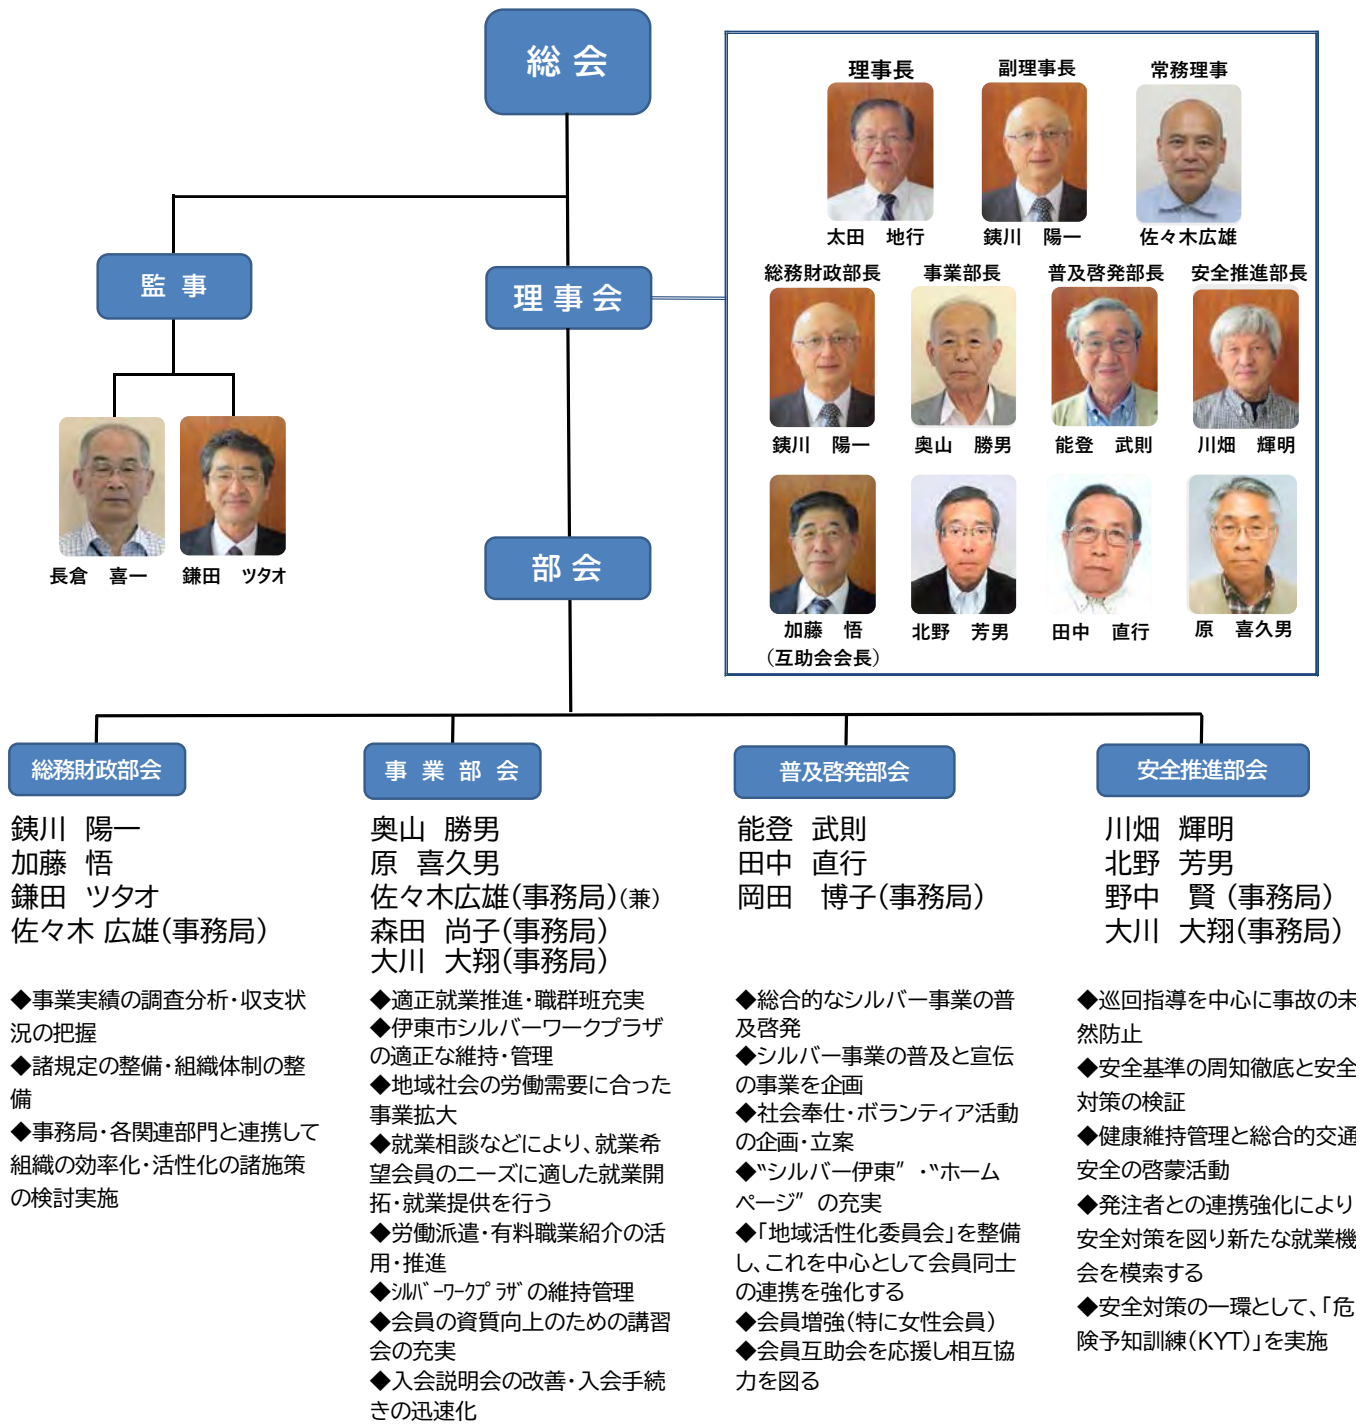 総会
理事長
副理事長
常務理事
太田 地行
銕川 陽一
佐々木広雄
監 事
理 事 会
総務財政部長
事業部長
普及啓発部長
安全推進部長
銕川 陽一
奥山 勝男
能登 武則
川畑 輝明
長倉 喜一
鎌田 ツタオ
部 会
加藤 悟
(互助会会長)
北野 芳男
田中 直行
原 喜久男
総務財政部会
銕川 陽一
加藤 悟
鎌田 ツタオ
佐々木 広雄(事務局)
◆事業実績の調査分析・収支状
況の把握
◆諸規定の整備・組織体制の整
備
◆事務局・各関連部門と連携して
組織の効率化・活性化の諸施策
の検討実施
事 業 部 会
奥山 勝男
原 喜久男
佐々木広雄(事務局)(兼)
森田 尚子(事務局)
大川 大翔(事務局)
◆適正就業推進・職群班充実
◆伊東市シルバーワークプラザ
の適正な維持・管理
◆地域社会の労働需要に合った
事業拡大
◆就業相談などにより、就業希
望会員のニーズに適した就業開
拓・就業提供を行う
◆労働派遣・有料職業紹介の活
用・推進
◆ｼﾙﾊﾞｰﾜｰｸﾌﾟﾗｻﾞの維持管理
◆会員の資質向上のための講習
会の充実
◆入会説明会の改善・入会手続
きの迅速化
普及啓発部会
能登 武則
田中 直行
岡田 博子(事務局)
◆総合的なシルバー事業の普
及啓発
◆シルバー事業の普及と宣伝
の事業を企画
◆社会奉仕・ボランティア活動
の企画・立案
◆“シルバー伊東”・“ホーム
ページ”の充実
◆「地域活性化委員会」を整備
し、これを中心として会員同士
の連携を強化する
◆会員増強(特に女性会員)
◆会員互助会を応援し相互協
力を図る
安全推進部会
川畑 輝明
北野 芳男
野中 賢(事務局)
大川 大翔(事務局)
◆巡回指導を中心に事故の未
然防止
◆安全基準の周知徹底と安全
対策の検証
◆健康維持管理と総合的交通
安全の啓蒙活動
◆発注者との連携強化により
安全対策を図り新たな就業機
会を模索する
◆安全対策の一環として、「危
険予知訓練(KYT)」を実施